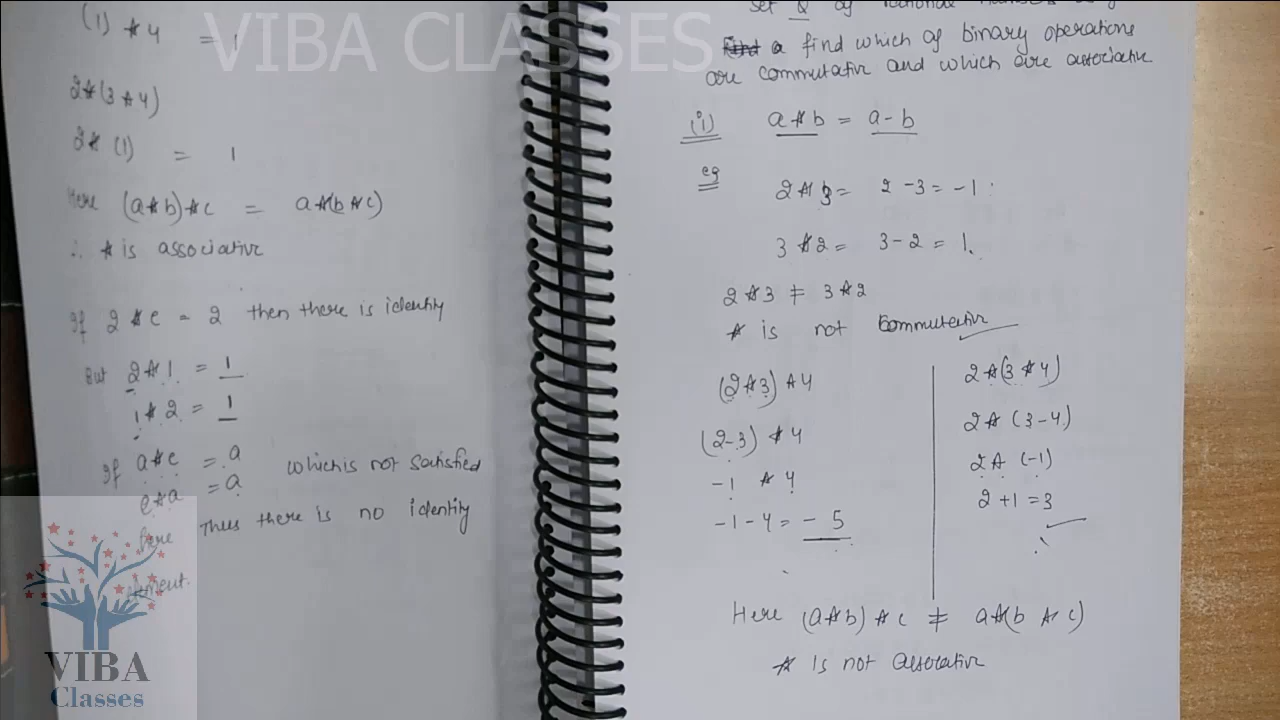 VIBA CLASSES
(1) * 4 = 1
2*(3*4)
2* (1) = 1
Here (a*b)*c = a*(b*c)
∴ * is associative
If 2*e = 2 then there is identity
But 2*1 = 1
1*2 = 1
If a*e = a which is not satisfied
e*a = a
here Thus there is no identity
element.
VIBA
Classes
set Q of rational
find which of binary operations
are commutative and which are associative
(i) a*b = a-b
eg 2*3 = 2-3 = -1
3*2 = 3-2 = 1
2*3 ≠ 3*2
* is not commutative
(2*3)*4
(2-3)*4
-1 * 4
-1-4 = -5
2*(3*4)
2*(3-4)
2*(-1)
2+1=3
Here (a*b)*c ≠ a*(b*c)
* is not associative